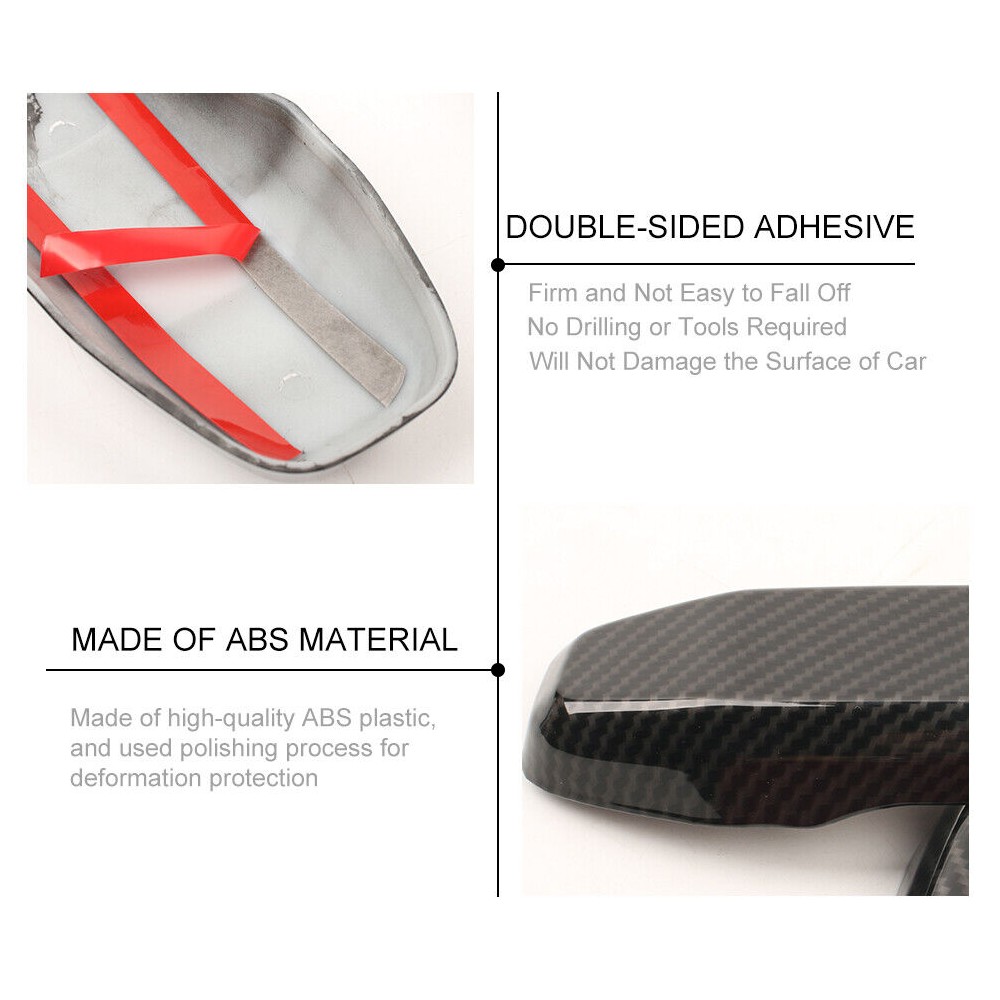 DOUBLE-SIDED ADHESIVE
Firm and Not Easy to Fall Off
No Drilling or Tools Required
Will Not Damage the Surface of Car
MADE OF ABS MATERIAL
Made of high-quality ABS plastic,
and used polishing process for
deformation protection